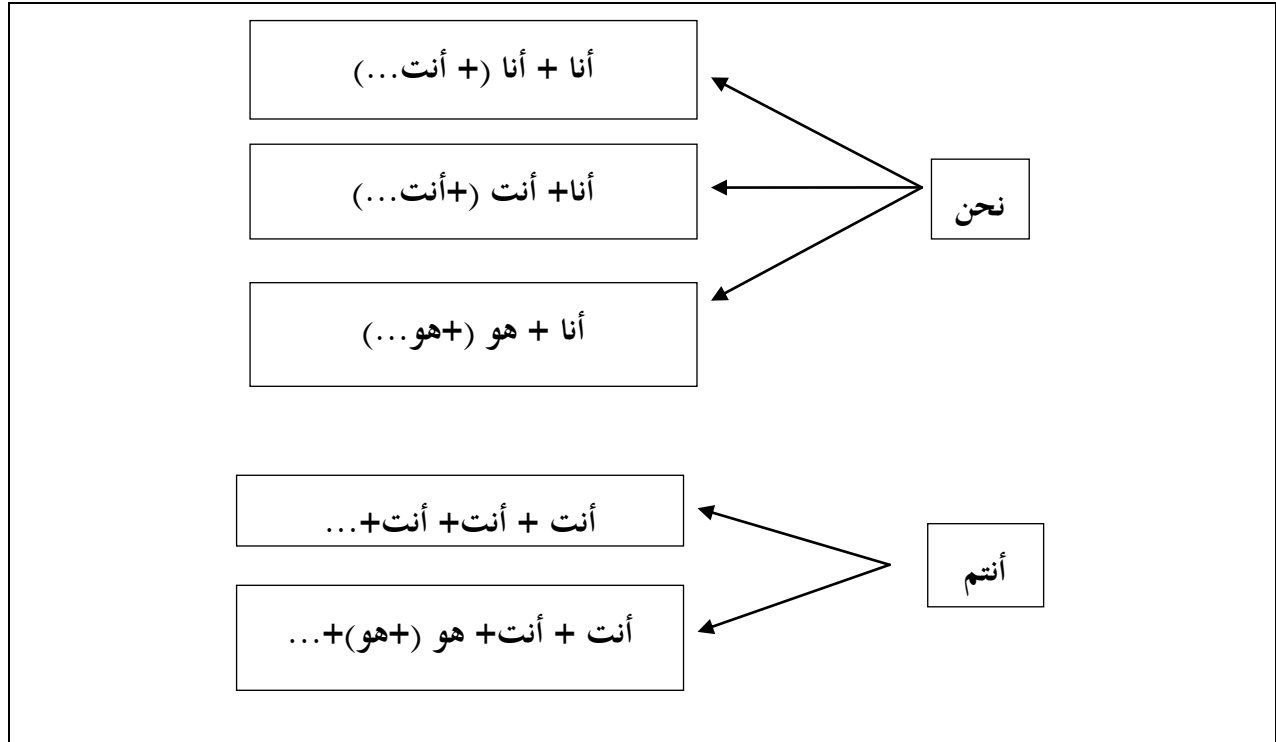 أنا + أنا (+ أنت...)
أنا+ أنت (+أنت...)
نحن
أنا + هو (+هو...)
أنت + أنت+ أنت+...
أنتم
أنت + أنت+ هو (+هو)+...